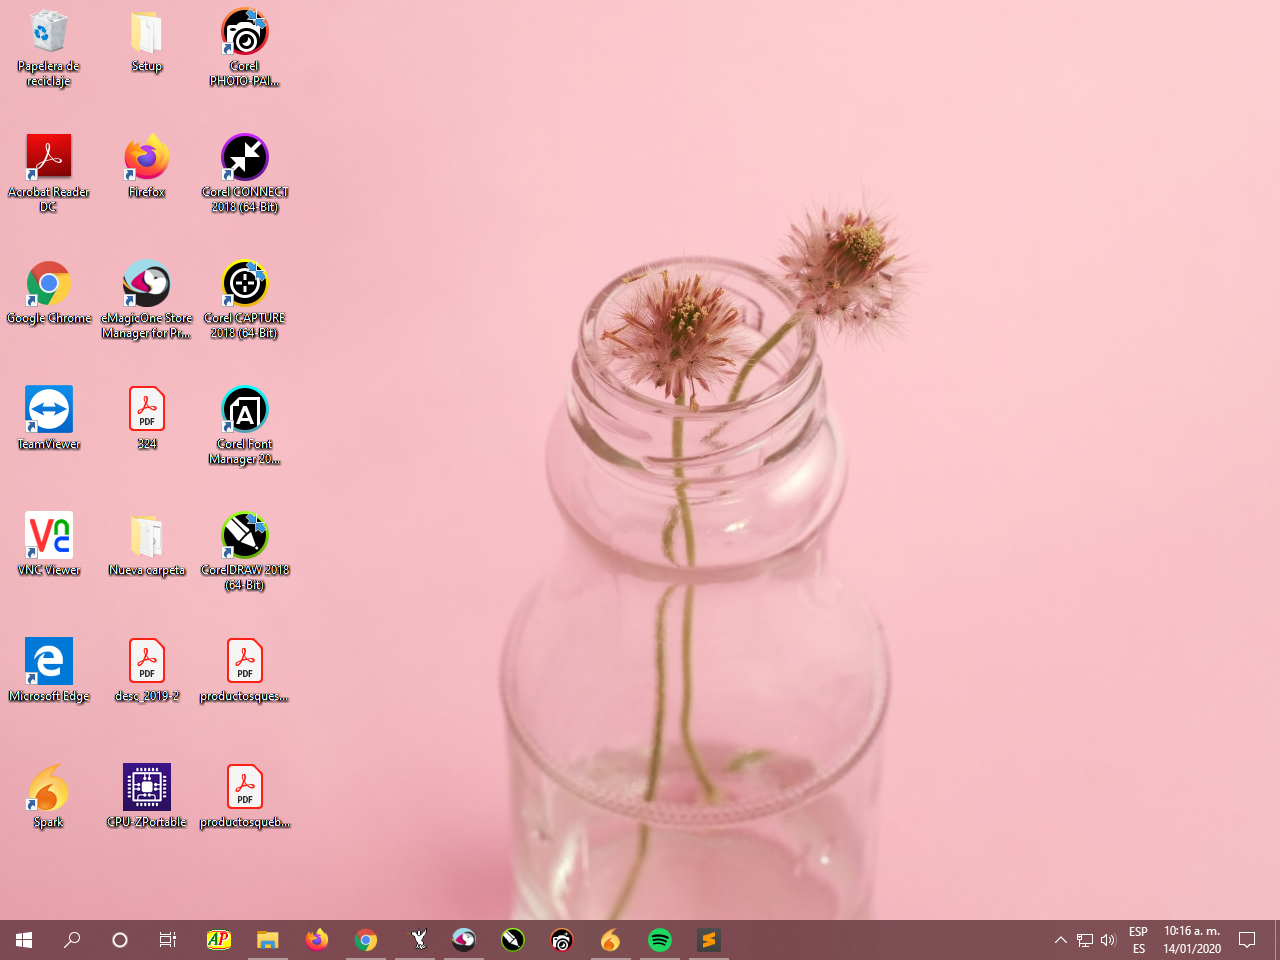 Papelera de
reciclaje
Setup
Corel
PHOTO-PAI...
Acrobat Reader
DC
Firefox
Corel CONNECT
2018 (64-Bit)
Google Chrome
eMagicOne Store
Manager for Pr...
Corel CAPTURE
2018 (64-Bit)
TeamViewer
PDF
324
A
Corel Font
Manager 20...
Vnc
VNC Viewer
Nueva carpeta
CorelDRAW 2018
(64-Bit)
Microsoft Edge
PDF
desc_2019-2
PDF
productosques...
Spark
CPU-ZPortable
PDF
productosqueb...
AP
ESP
ES
10:16 a. m.
14/01/2020